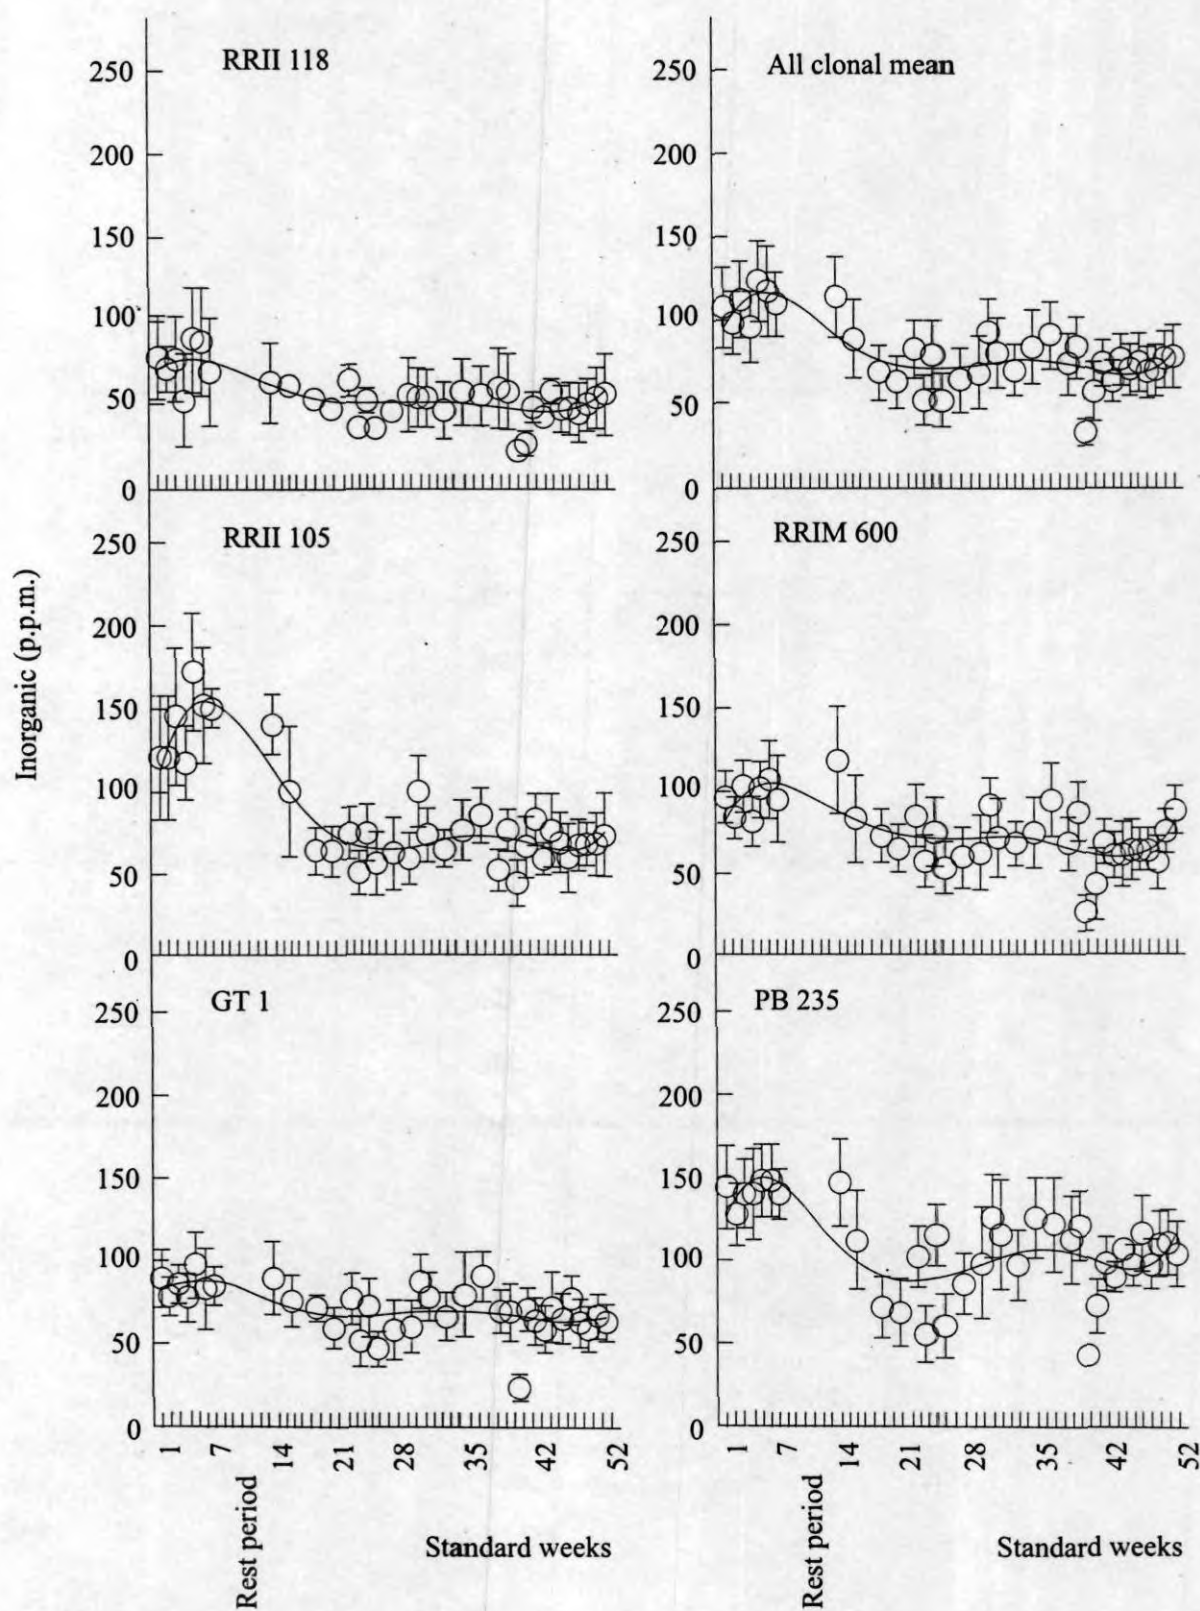 RRII 118
250
200
150
100
50
0
All clonal mean
250
200
150
100
50
0
Inorganic (p.p.m.)
RRII 105
250
200
150
100
50
0
RRIM 600
250
200
150
100
50
0
GT 1
250
200
150
100
50
0
1 7 14 21 28 35 42 52
Rest period
Standard weeks
PB 235
250
200
150
100
50
0
1 7 14 21 28 35 42 52
Rest period
Standard weeks